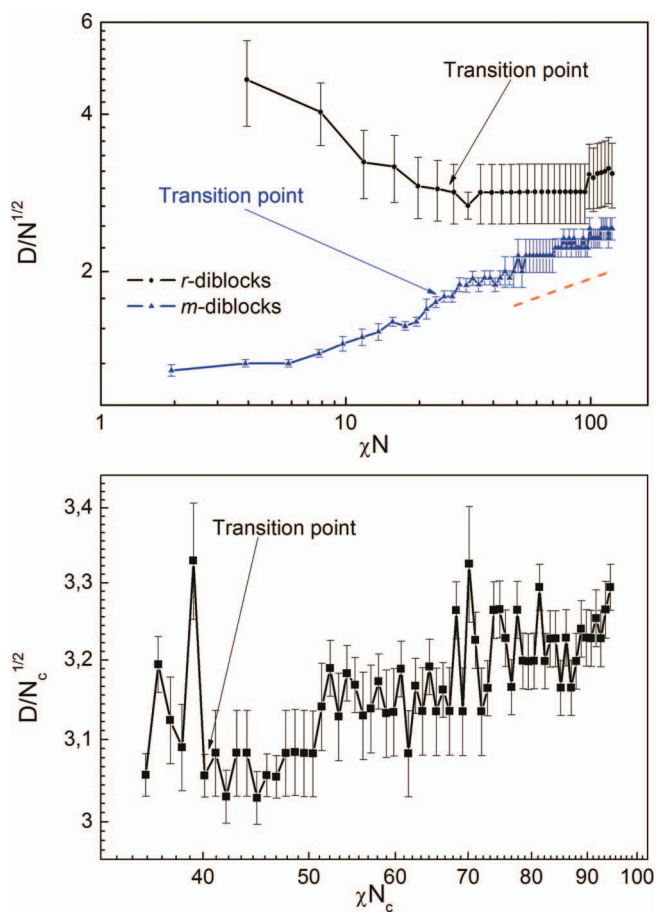 6
4
2
D/N^1/2
Transition point
Transition point
r-diblocks
m-diblocks
1
10
100
χN
3,4
3,3
3,2
3,1
3
D/N_c^1/2
Transition point
40
50
60
70
80
90
100
χN_c